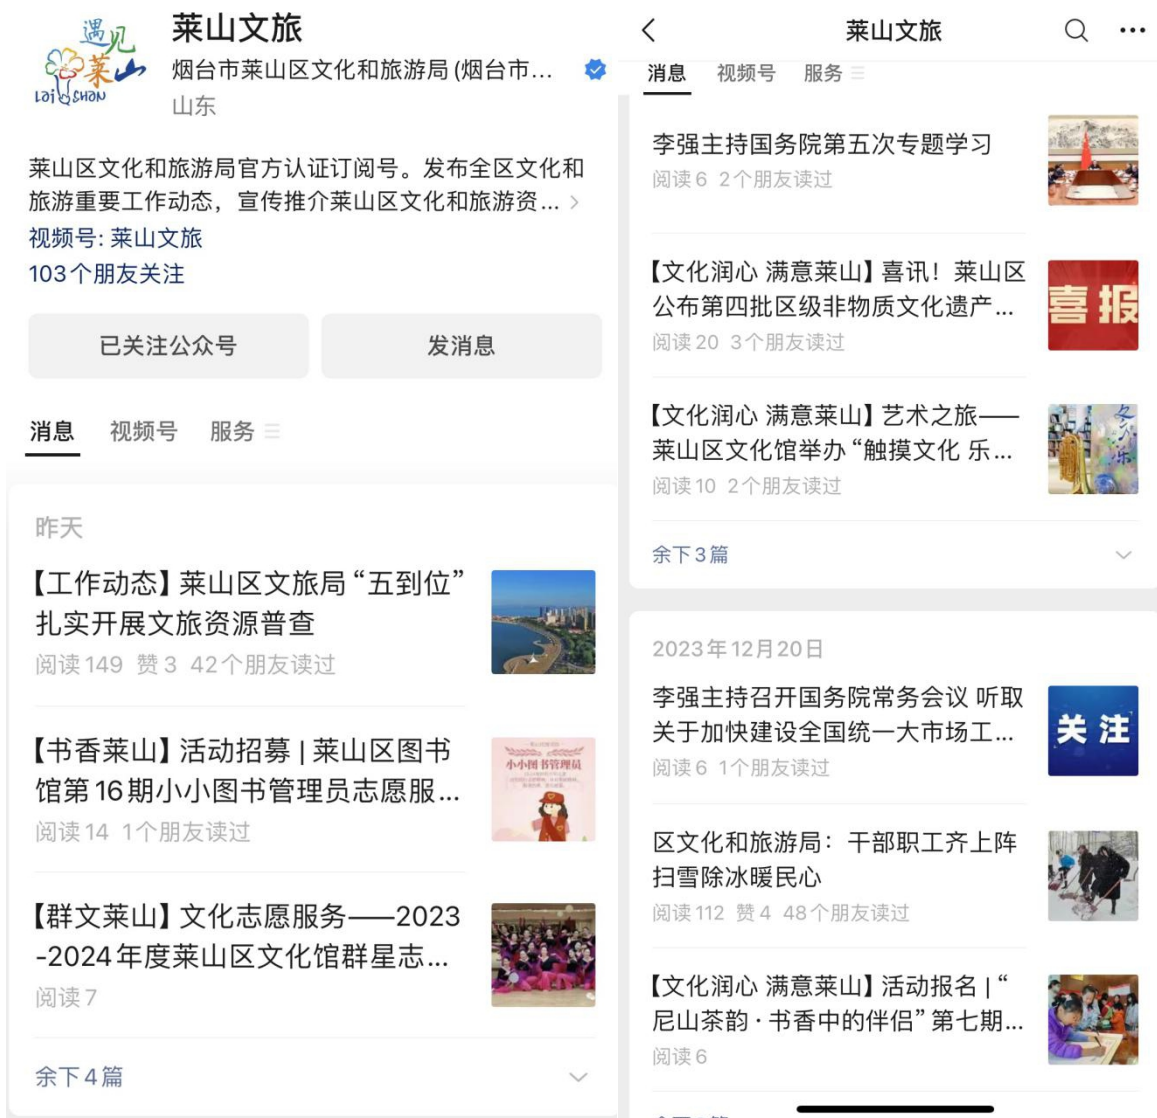 遇见
莱山
LAISHAN
莱山文旅
烟台市莱山区文化和旅游局(烟台市...
山东
莱山区文化和旅游局官方认证订阅号。发布全区文化和
旅游重要工作动态，宣传推介莱山区文化和旅游资...
视频号: 莱山文旅
103个朋友关注
已关注公众号
发消息
消息 视频号 服务
昨天
【工作动态】莱山区文旅局“五到位”
扎实开展文旅资源普查
阅读 149 赞 3 42个朋友读过
【书香莱山】活动招募 | 莱山区图书
馆第16期小小图书管理员志愿服...
阅读 14 1个朋友读过
小小图书管理员
【群文莱山】文化志愿服务——2023
-2024年度莱山区文化馆群星志...
阅读 7
余下4篇
莱山文旅
消息 视频号 服务
李强主持国务院第五次专题学习
阅读 6 2个朋友读过
【文化润心 满意莱山】喜讯！莱山区
公布第四批区级非物质文化遗产...
阅读 20 3个朋友读过
喜报
【文化润心 满意莱山】艺术之旅——
莱山区文化馆举办“触摸文化 乐...
阅读 10 2个朋友读过
余下3篇
2023年12月20日
李强主持召开国务院常务会议 听取
关于加快建设全国统一大市场工...
阅读 6 1个朋友读过
关注
区文化和旅游局：干部职工齐上阵
扫雪除冰暖民心
阅读 112 赞 4 48个朋友读过
【文化润心 满意莱山】活动报名 | “
尼山茶韵·书香中的伴侣”第七期...
阅读 6